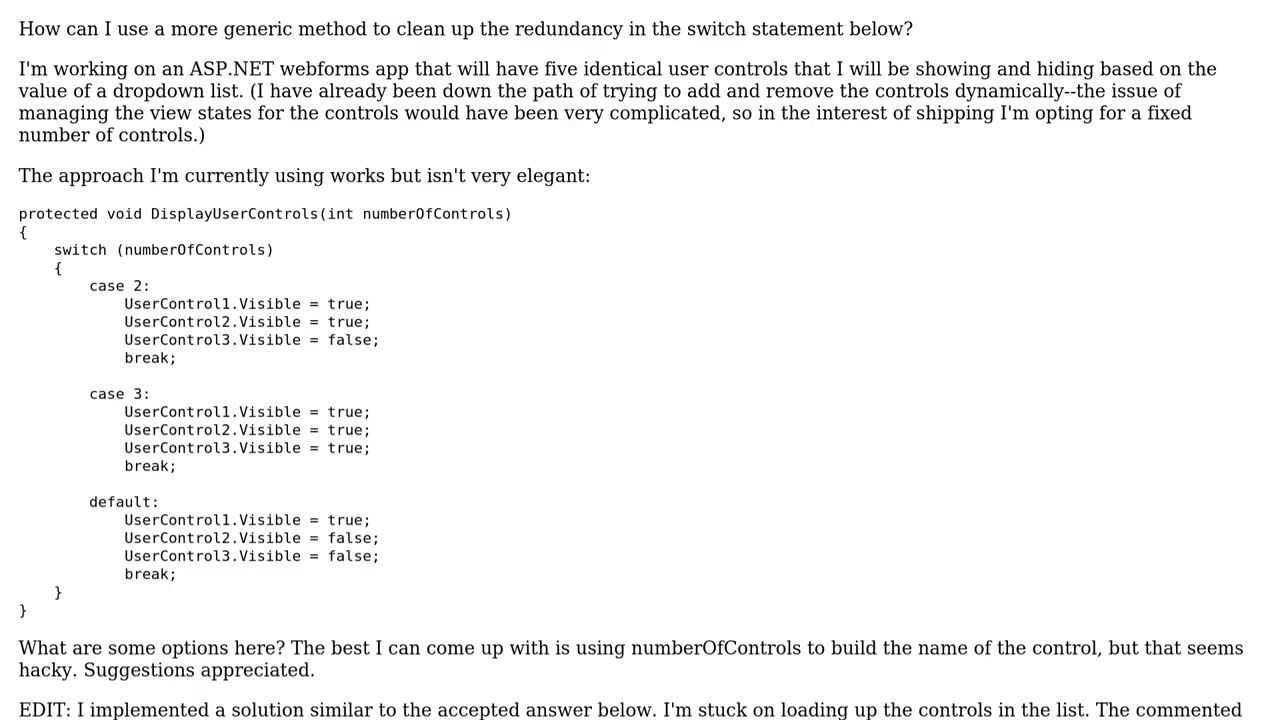 How can I use a more generic method to clean up the redundancy in the switch statement below?
I'm working on an ASP.NET webforms app that will have five identical user controls that I will be showing and hiding based on the
value of a dropdown list. (I have already been down the path of trying to add and remove the controls dynamically--the issue of
managing the view states for the controls would have been very complicated, so in the interest of shipping I'm opting for a fixed
number of controls.)
The approach I'm currently using works but isn't very elegant:
protected void DisplayUserControls(int numberOfControls)
{
    switch (numberOfControls)
    {
        case 2:
            UserControl1.Visible = true;
            UserControl2.Visible = true;
            UserControl3.Visible = false;
            break;
        case 3:
            UserControl1.Visible = true;
            UserControl2.Visible = true;
            UserControl3.Visible = true;
            break;
        default:
            UserControl1.Visible = true;
            UserControl2.Visible = false;
            UserControl3.Visible = false;
            break;
    }
}
What are some options here? The best I can come up with is using numberOfControls to build the name of the control, but that seems
hacky. Suggestions appreciated.
EDIT: I implemented a solution similar to the accepted answer below. I'm stuck on loading up the controls in the list. The commented